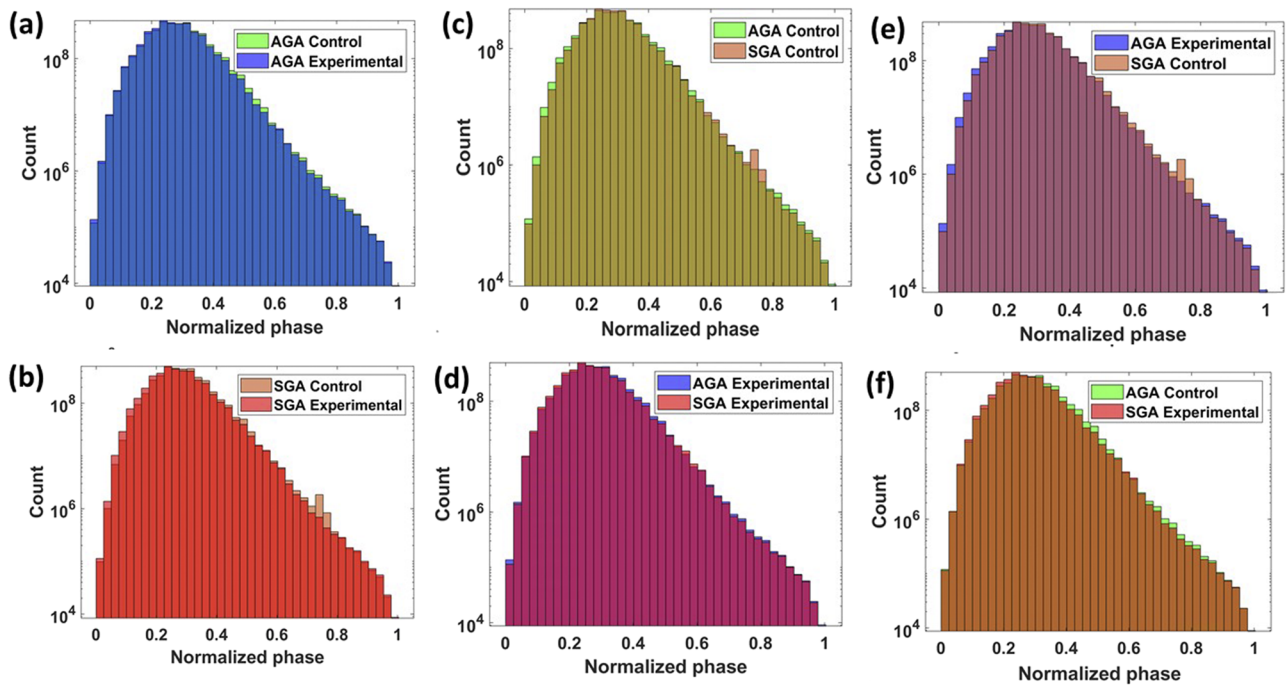 (a)
AGA Control
AGA Experimental
10^8
10^6
10^4
Count
0 0.2 0.4 0.6 0.8 1
Normalized phase
(c)
AGA Control
SGA Control
10^8
10^6
10^4
Count
0 0.2 0.4 0.6 0.8 1
Normalized phase
(e)
AGA Experimental
SGA Control
10^8
10^6
10^4
Count
0 0.2 0.4 0.6 0.8 1
Normalized phase
(b)
SGA Control
SGA Experimental
10^8
10^6
10^4
Count
0 0.2 0.4 0.6 0.8 1
Normalized phase
(d)
AGA Experimental
SGA Experimental
10^8
10^6
10^4
Count
0 0.2 0.4 0.6 0.8 1
Normalized phase
(f)
AGA Control
SGA Experimental
10^8
10^6
10^4
Count
0 0.2 0.4 0.6 0.8 1
Normalized phase